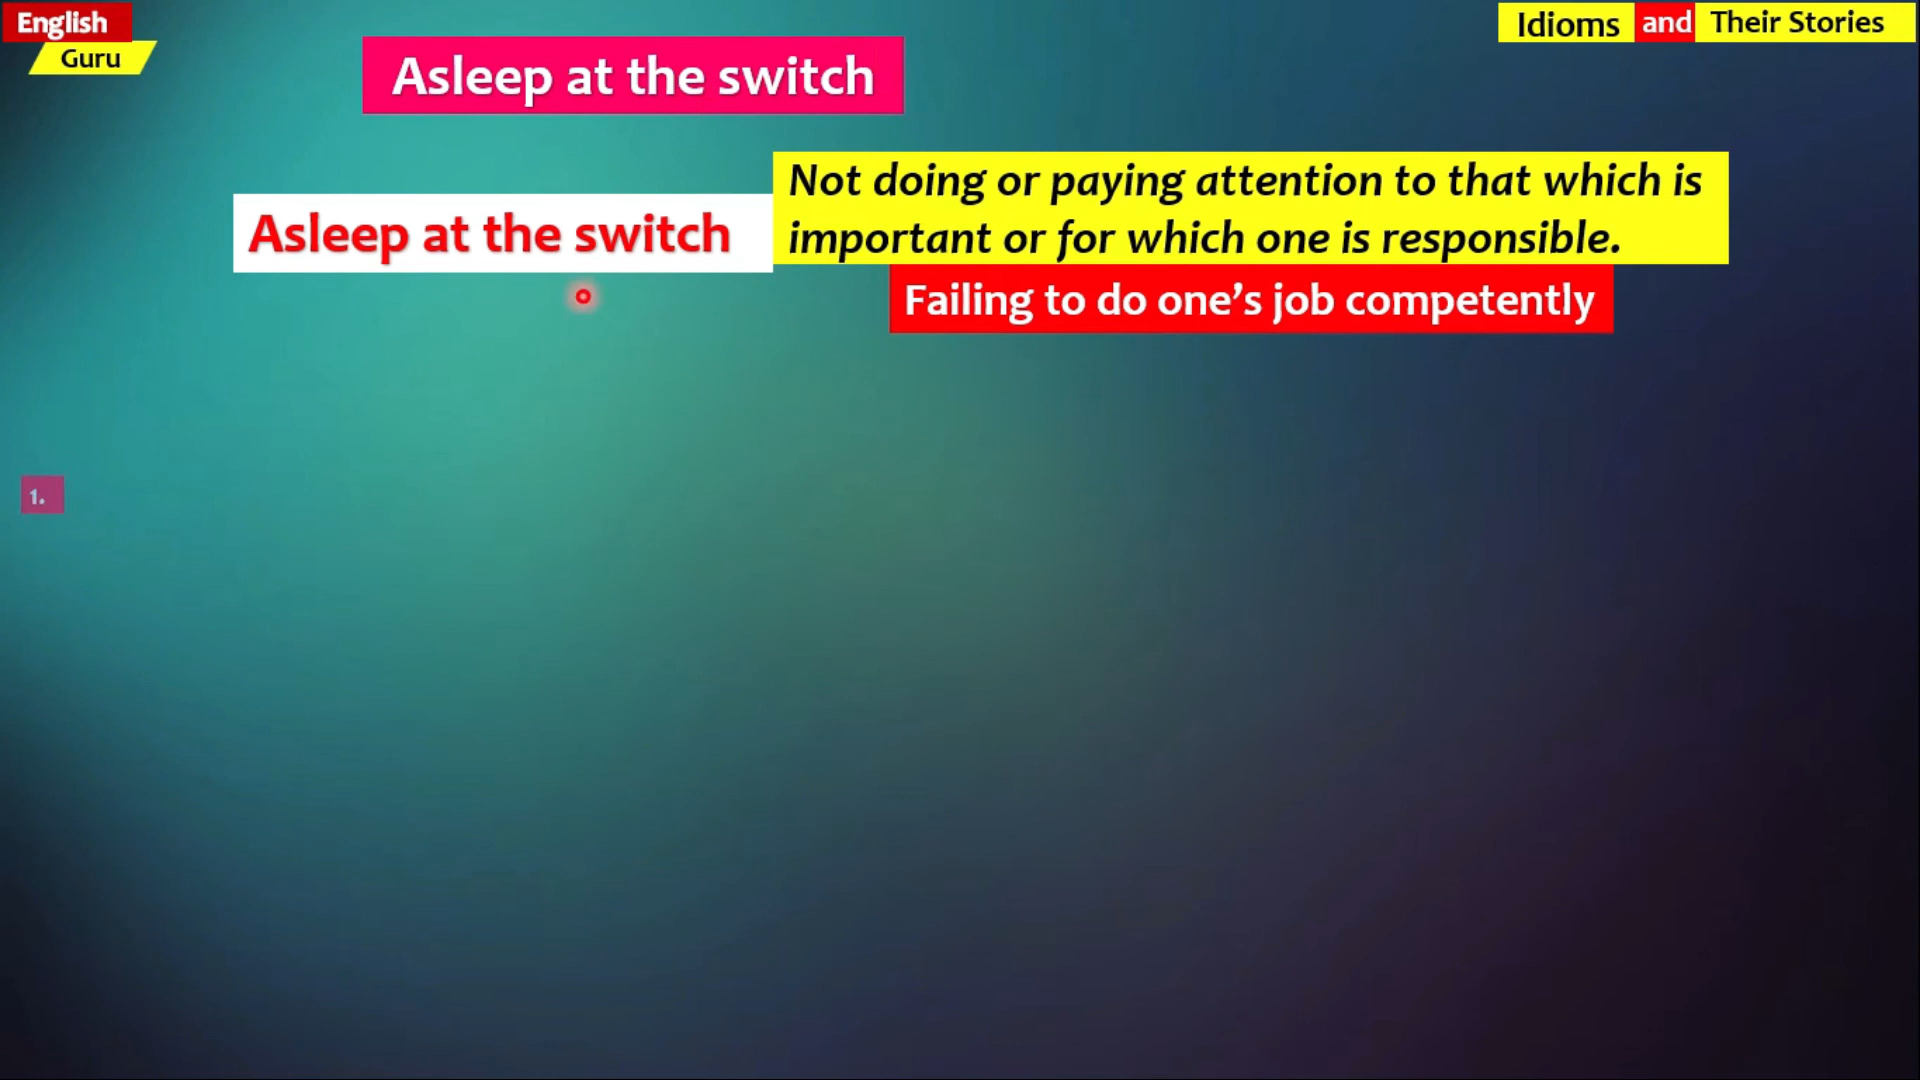 English
Guru
Idioms and Their Stories
Asleep at the switch
Asleep at the switch
Not doing or paying attention to that which is
important or for which one is responsible.
Failing to do one’s job competently
1.